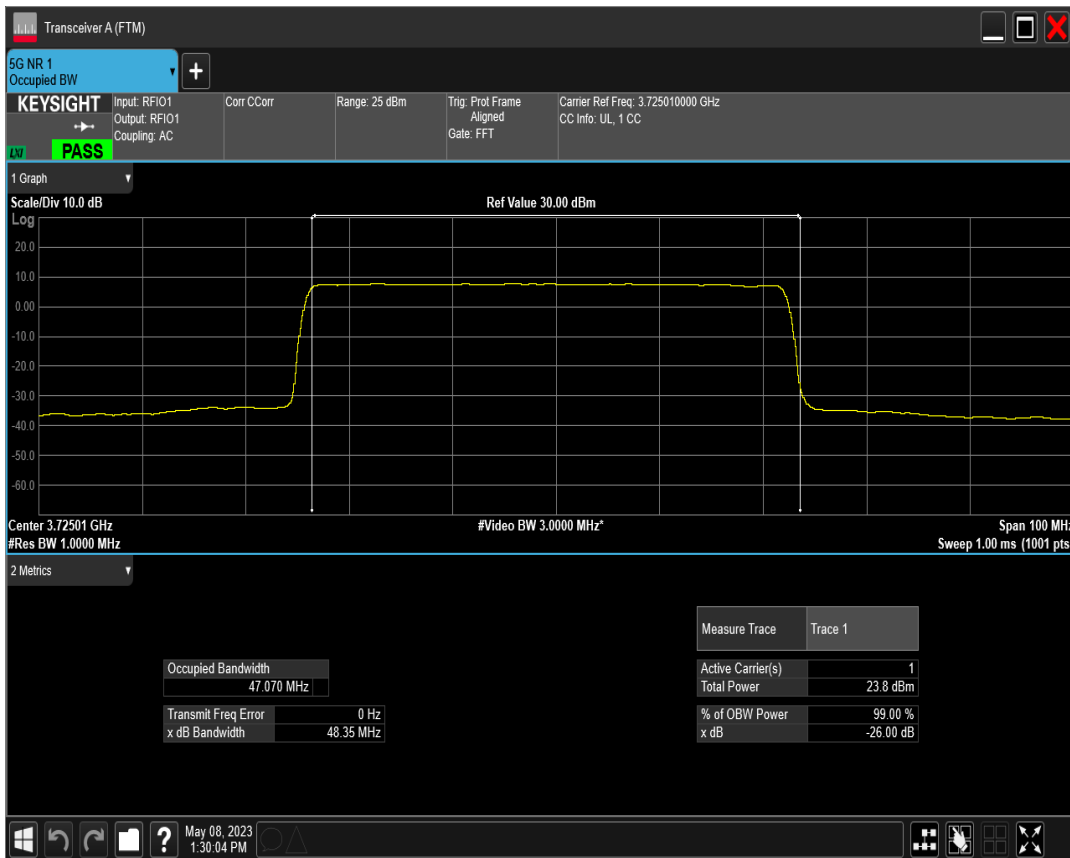 Transceiver A (FTM)
5G NR 1
Occupied BW
+
KEYSIGHT
LXI
PASS
Input: RFIO1
Output: RFIO1
Coupling: AC
Corr CCorr
Range: 25 dBm
Trig: Prot Frame
Aligned
Gate: FFT
Carrier Ref Freq: 3.725010000 GHz
CC Info: UL, 1 CC
1 Graph
Scale/Div 10.0 dB
Ref Value 30.00 dBm
Log
20.0
10.0
0.00
-10.0
-20.0
-30.0
-40.0
-50.0
-60.0
Center 3.72501 GHz
#Video BW 3.0000 MHz*
Span 100 MHz
#Res BW 1.0000 MHz
Sweep 1.00 ms (1001 pts
2 Metrics
Measure Trace Trace 1
Occupied Bandwidth
47.070 MHz
Active Carrier(s) 1
Total Power 23.8 dBm
Transmit Freq Error 0 Hz
x dB Bandwidth 48.35 MHz
% of OBW Power 99.00 %
x dB -26.00 dB
?
May 08, 2023
1:30:04 PM